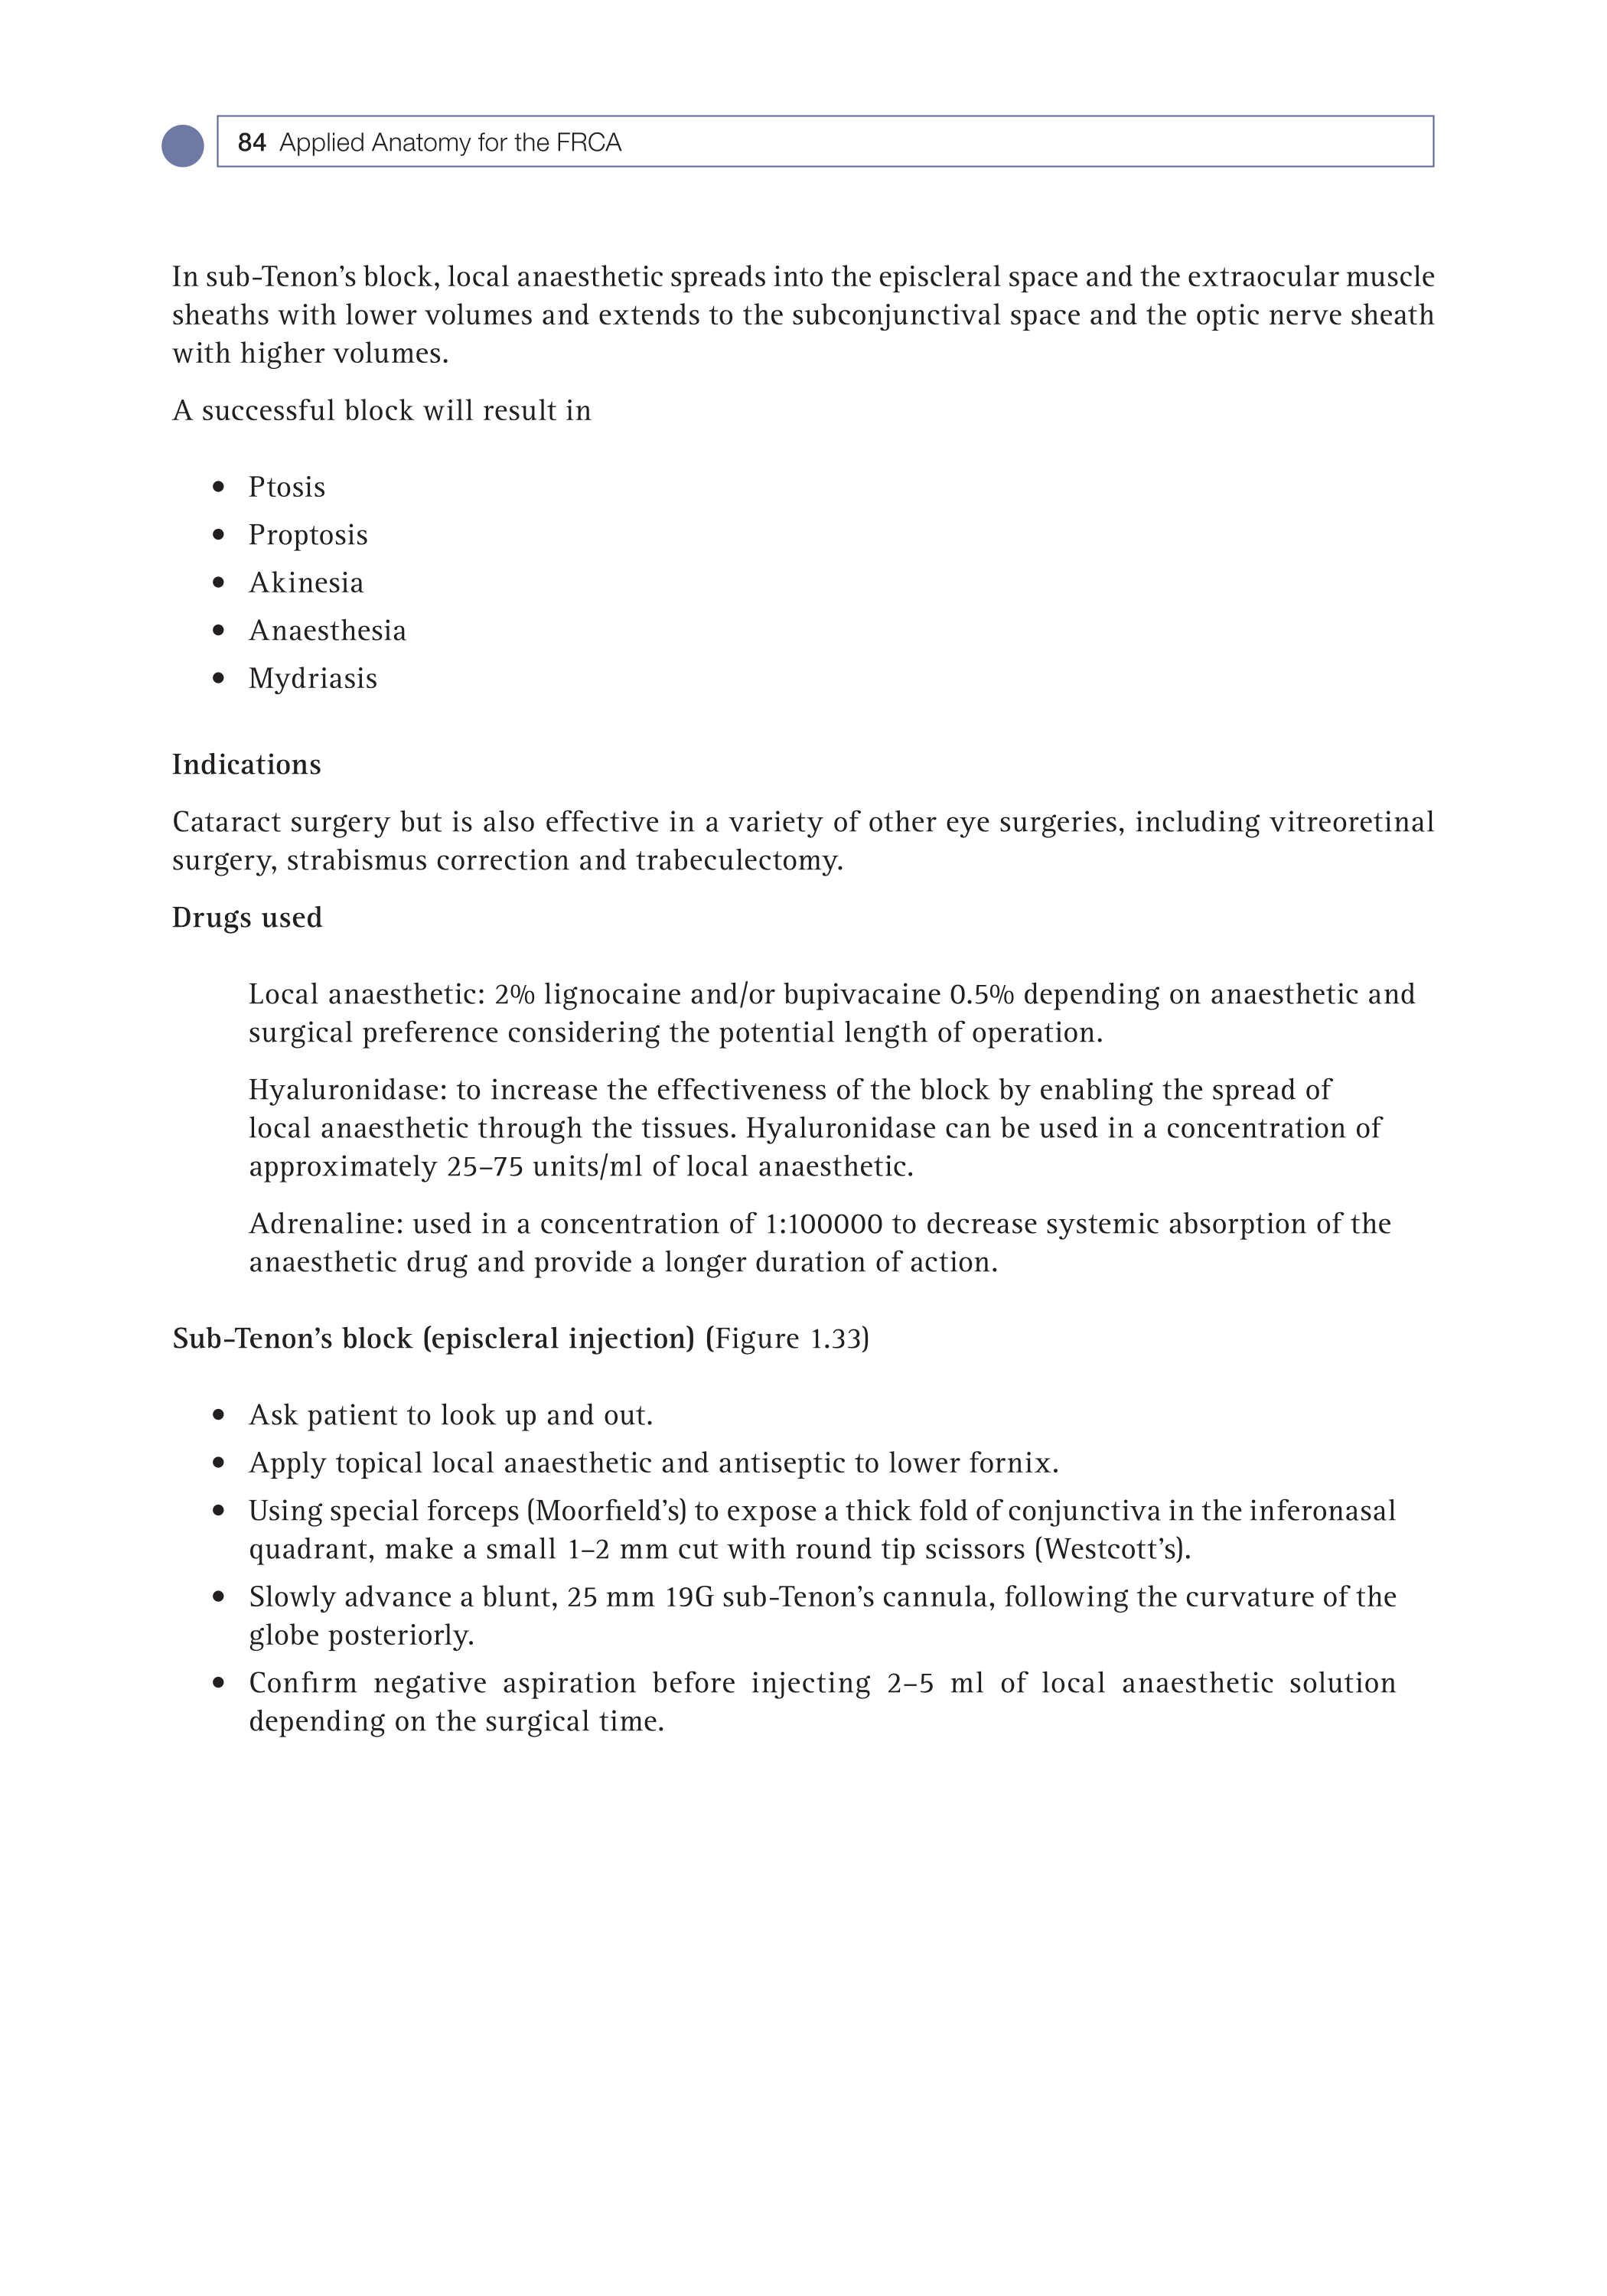 84 Applied Anatomy for the FRCA
In sub-Tenon’s block, local anaesthetic spreads into the episcleral space and the extraocular muscle
sheaths with lower volumes and extends to the subconjunctival space and the optic nerve sheath
with higher volumes.
A successful block will result in
• Ptosis
• Proptosis
• Akinesia
• Anaesthesia
• Mydriasis
Indications
Cataract surgery but is also effective in a variety of other eye surgeries, including vitreoretinal
surgery, strabismus correction and trabeculectomy.
Drugs used
Local anaesthetic: 2% lignocaine and/or bupivacaine 0.5% depending on anaesthetic and
surgical preference considering the potential length of operation.
Hyaluronidase: to increase the effectiveness of the block by enabling the spread of
local anaesthetic through the tissues. Hyaluronidase can be used in a concentration of
approximately 25–75 units/ml of local anaesthetic.
Adrenaline: used in a concentration of 1:100000 to decrease systemic absorption of the
anaesthetic drug and provide a longer duration of action.
Sub-Tenon’s block (episcleral injection) (Figure 1.33)
• Ask patient to look up and out.
• Apply topical local anaesthetic and antiseptic to lower fornix.
• Using special forceps (Moorfield’s) to expose a thick fold of conjunctiva in the inferonasal
quadrant, make a small 1–2 mm cut with round tip scissors (Westcott’s).
• Slowly advance a blunt, 25 mm 19G sub-Tenon’s cannula, following the curvature of the
globe posteriorly.
• Confirm negative aspiration before injecting 2–5 ml of local anaesthetic solution
depending on the surgical time.